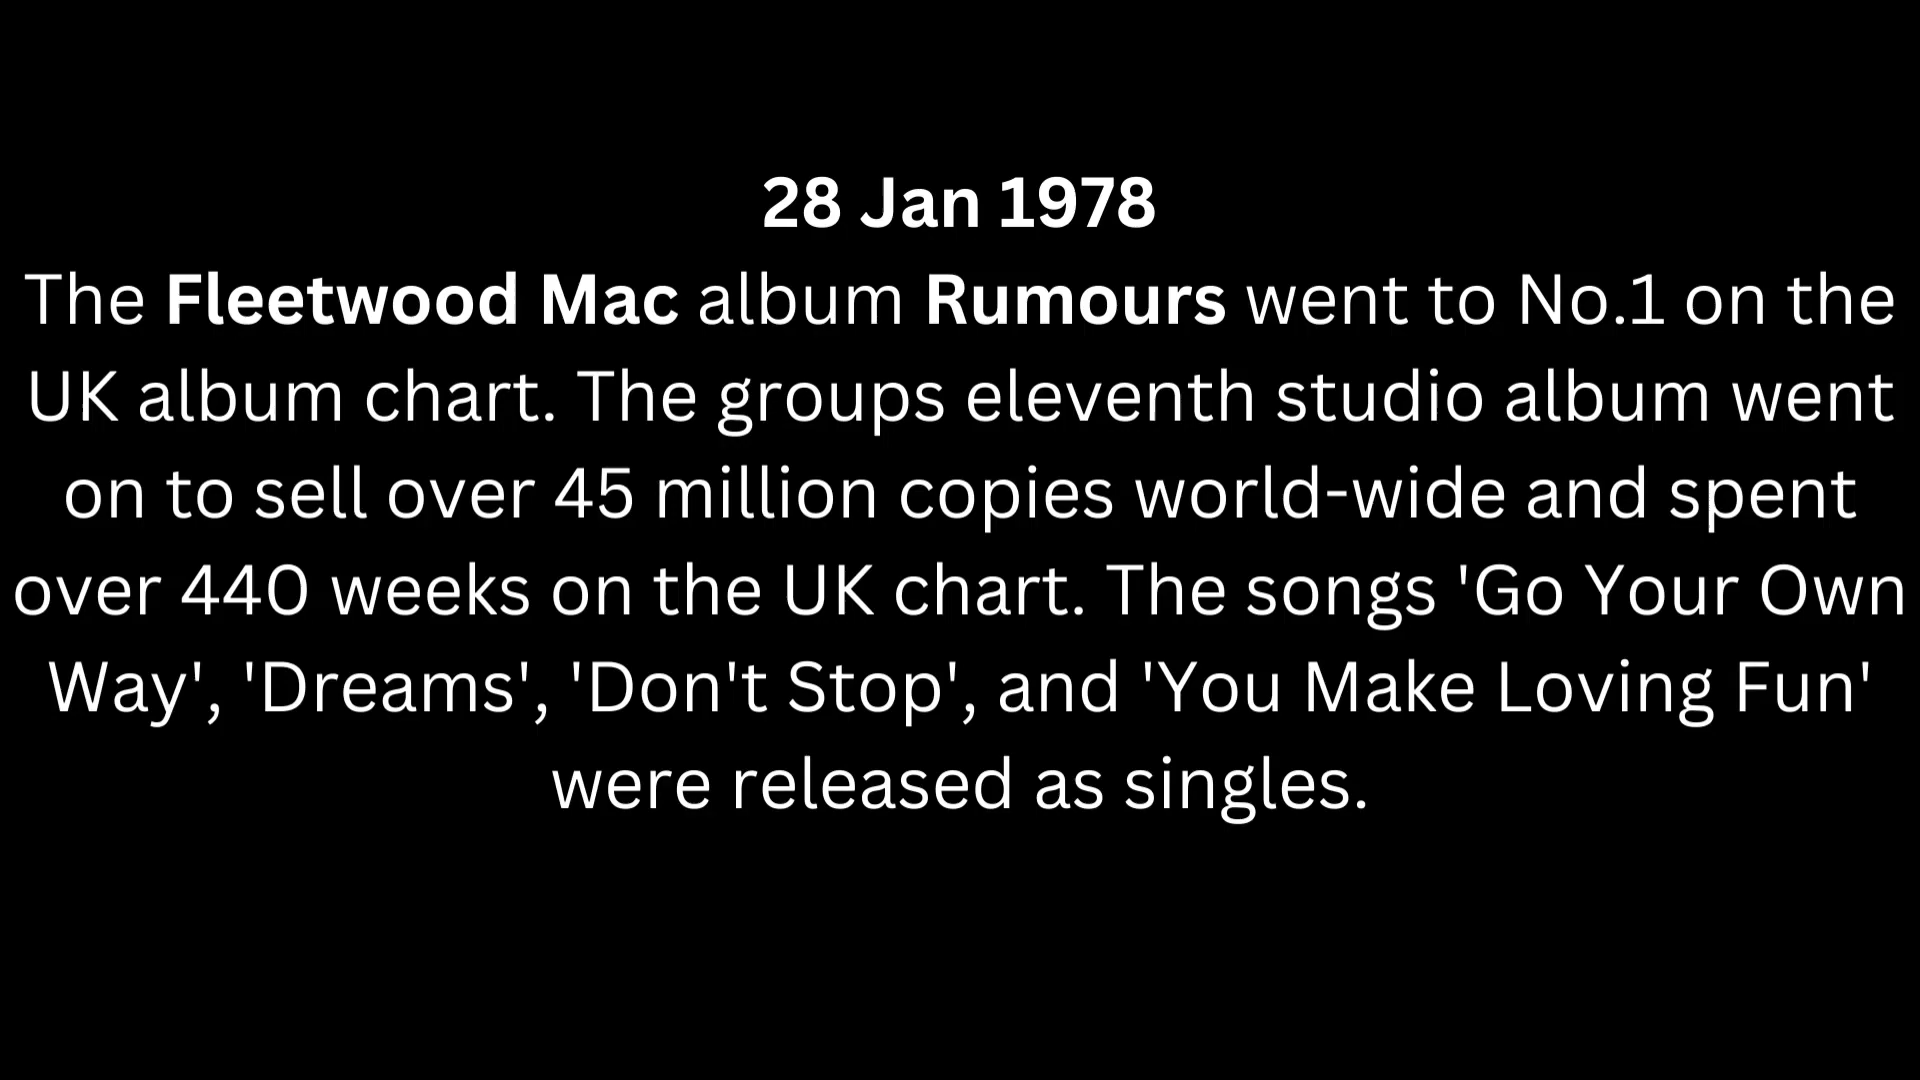 28 Jan 1978
The Fleetwood Mac album Rumours went to No.1 on the
UK album chart. The groups eleventh studio album went
on to sell over 45 million copies world-wide and spent
over 440 weeks on the UK chart. The songs 'Go Your Own
Way', 'Dreams', 'Don't Stop', and 'You Make Loving Fun'
were released as singles.